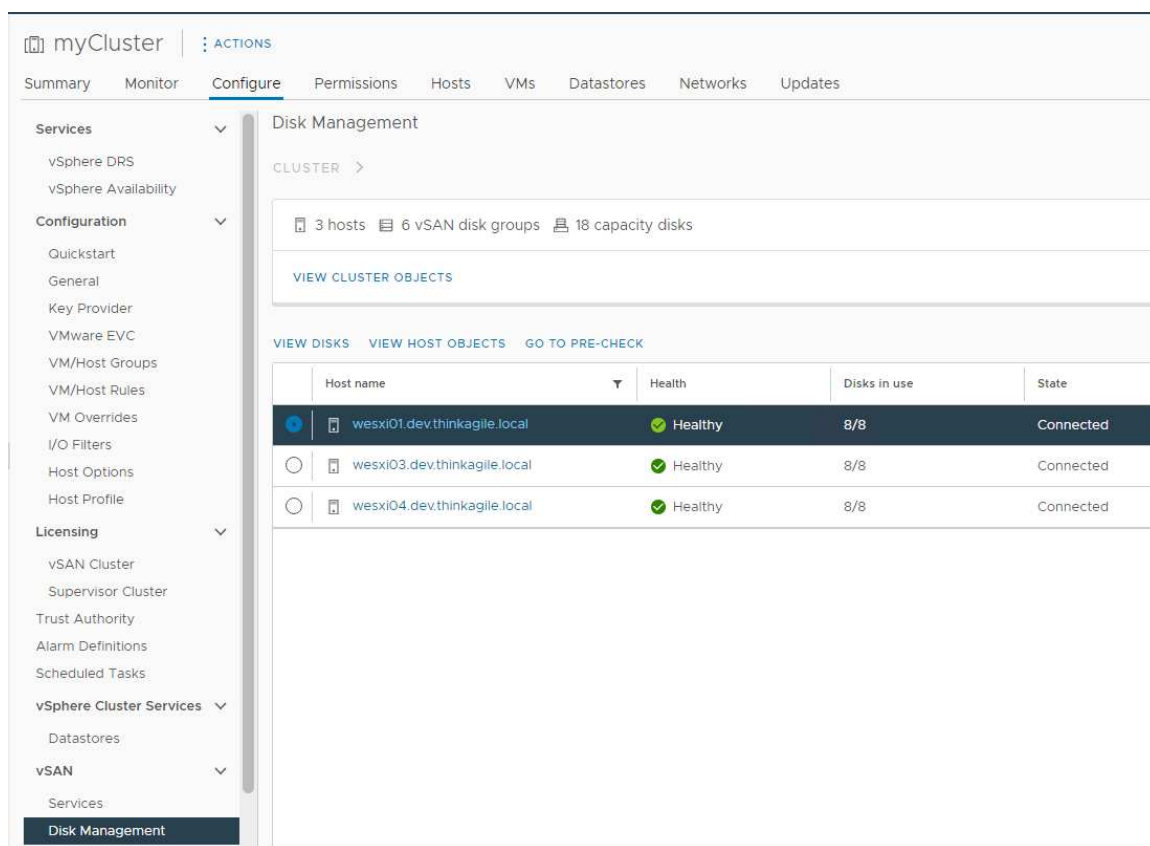 myCluster ACTIONS
Summary Monitor Configure Permissions Hosts VMs Datastores Networks Updates
Services
vSphere DRS
vSphere Availability
Configuration
Quickstart
General
Key Provider
VMware EVC
VM/Host Groups
VM/Host Rules
VM Overrides
I/O Filters
Host Options
Host Profile
Licensing
vSAN Cluster
Supervisor Cluster
Trust Authority
Alarm Definitions
Scheduled Tasks
vSphere Cluster Services
Datastores
vSAN
Services
Disk Management
Disk Management
CLUSTER >
3 hosts 6 vSAN disk groups 18 capacity disks
VIEW CLUSTER OBJECTS
VIEW DISKS VIEW HOST OBJECTS GO TO PRE-CHECK
Host name Health Disks in use State
wesxi01.dev.thinkagile.local Healthy 8/8 Connected
wesxi03.dev.thinkagile.local Healthy 8/8 Connected
wesxi04.dev.thinkagile.local Healthy 8/8 Connected